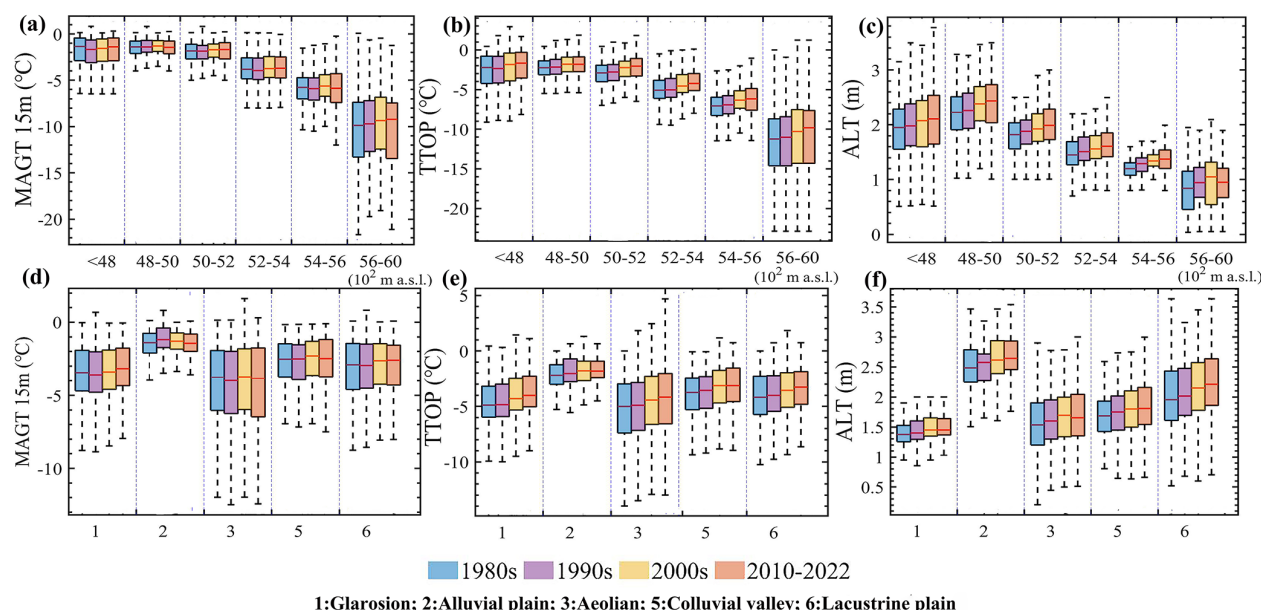 (a)
MAGT 15m (°C)
0
-5
-10
-15
-20
<48 48-50 50-52 52-54 54-56 56-60
(10² m a.s.l.)
(b)
TTOP (°C)
0
-5
-10
-15
-20
<48 48-50 50-52 52-54 54-56 56-60
(10² m a.s.l.)
(c)
ALT (m)
3
2
1
0
<48 48-50 50-52 52-54 54-56 56-60
(10² m a.s.l.)
(d)
MAGT 15m (°C)
0
-5
-10
1 2 3 5 6
(e)
TTOP (°C)
5
0
-5
-10
1 2 3 5 6
(f)
ALT (m)
3.5
3
2.5
2
1.5
1
0.5
1 2 3 5 6
1980s 1990s 2000s 2010-2022
1:Glarosion; 2:Alluvial plain; 3:Aeolian; 5:Colluvial valley; 6:Lacustrine plain